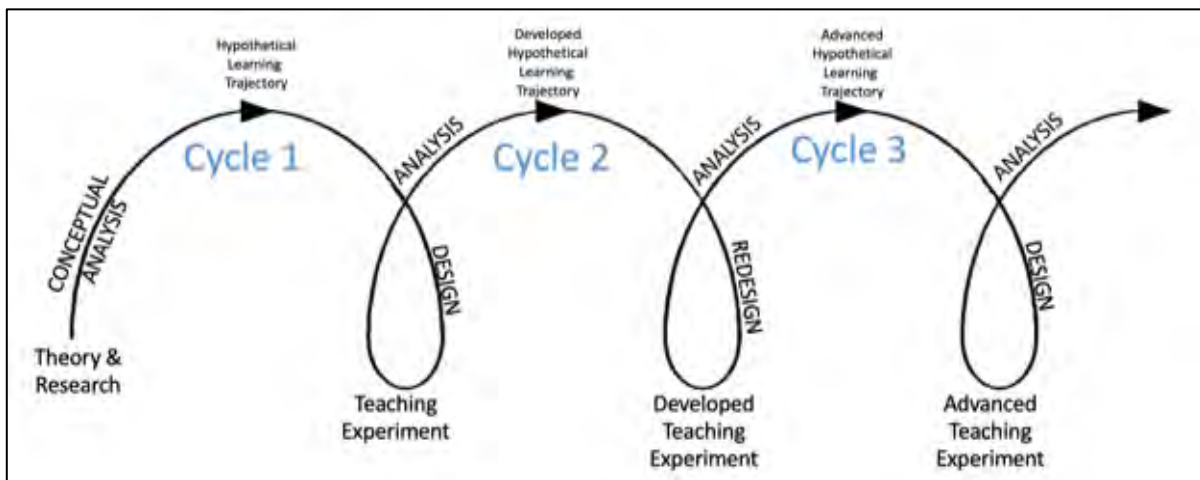 Hypothetical
Learning
Trajectory
Developed
Hypothetical
Learning
Trajectory
Advanced
Hypothetical
Learning
Trajectory
Cycle 1
Cycle 2
Cycle 3
CONCEPTUAL
ANALYSIS
ANALYSIS
ANALYSIS
ANALYSIS
DESIGN
REDESIGN
DESIGN
Theory &
Research
Teaching
Experiment
Developed
Teaching
Experiment
Advanced
Teaching
Experiment